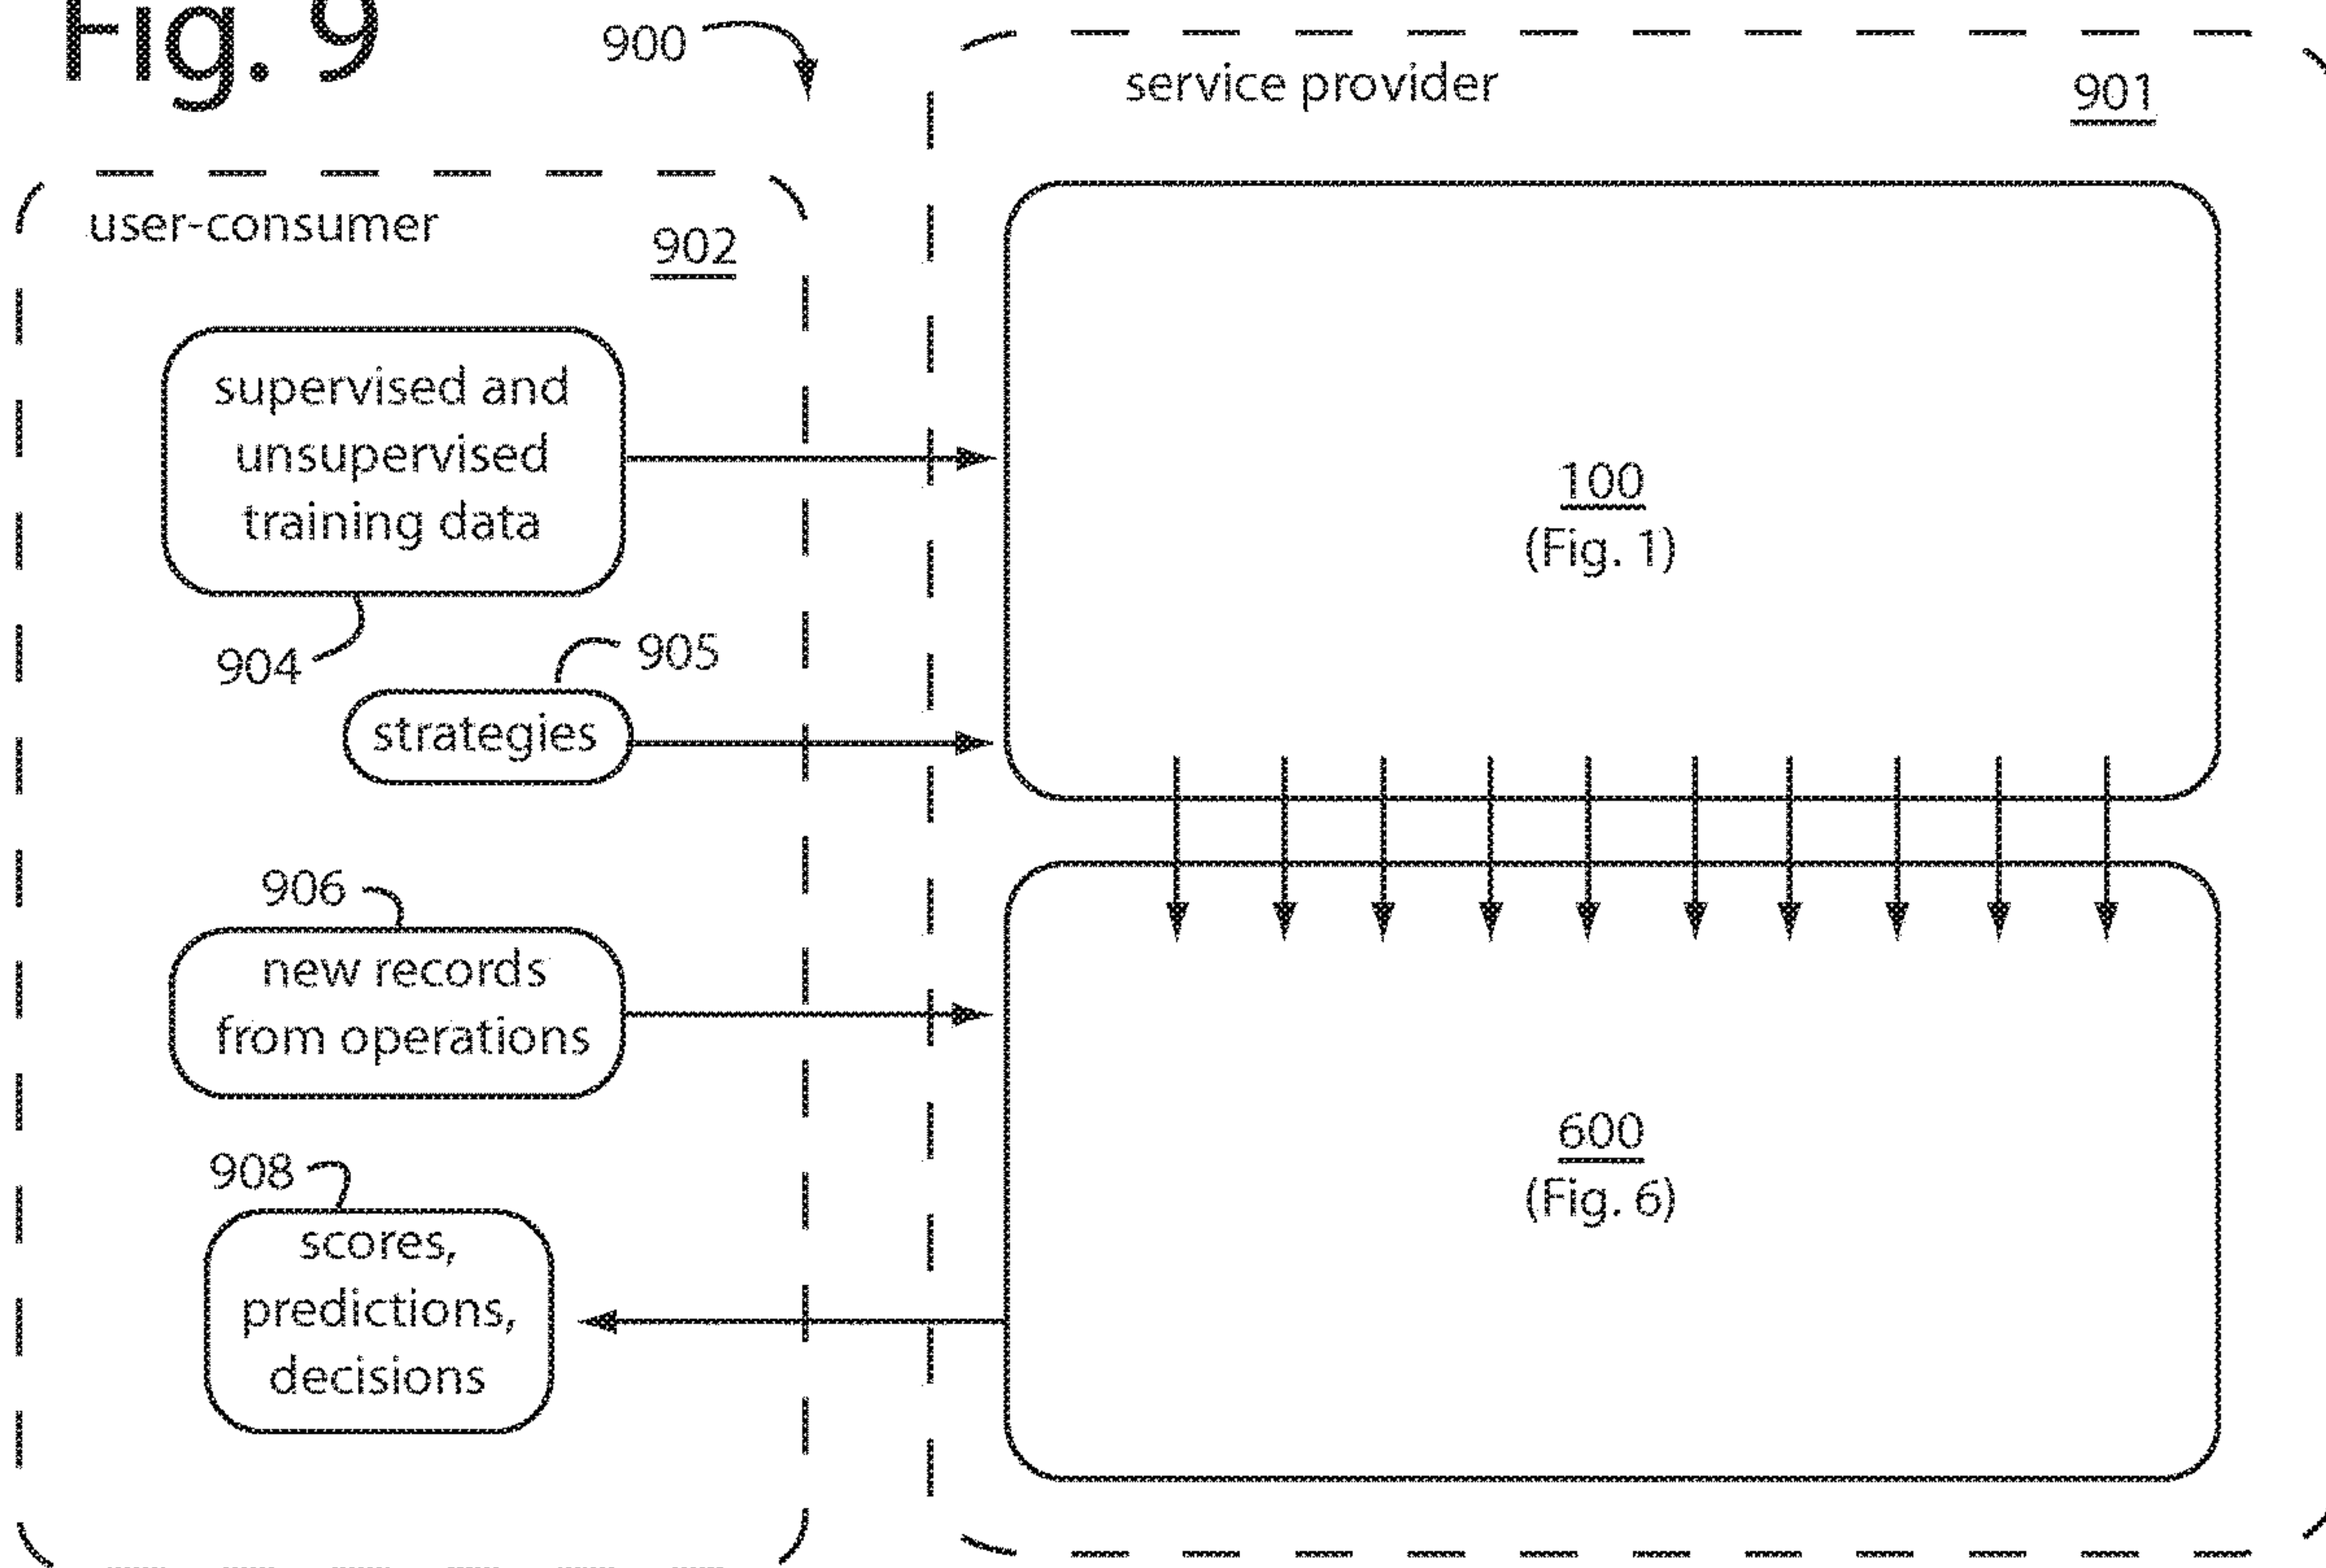 Fig. 9
900
service provider
901
user-consumer
902
supervised and
unsupervised
training data
904
905
strategies
100
(Fig. 1)
906
new records
from operations
908
scores,
predictions,
decisions
600
(Fig. 6)